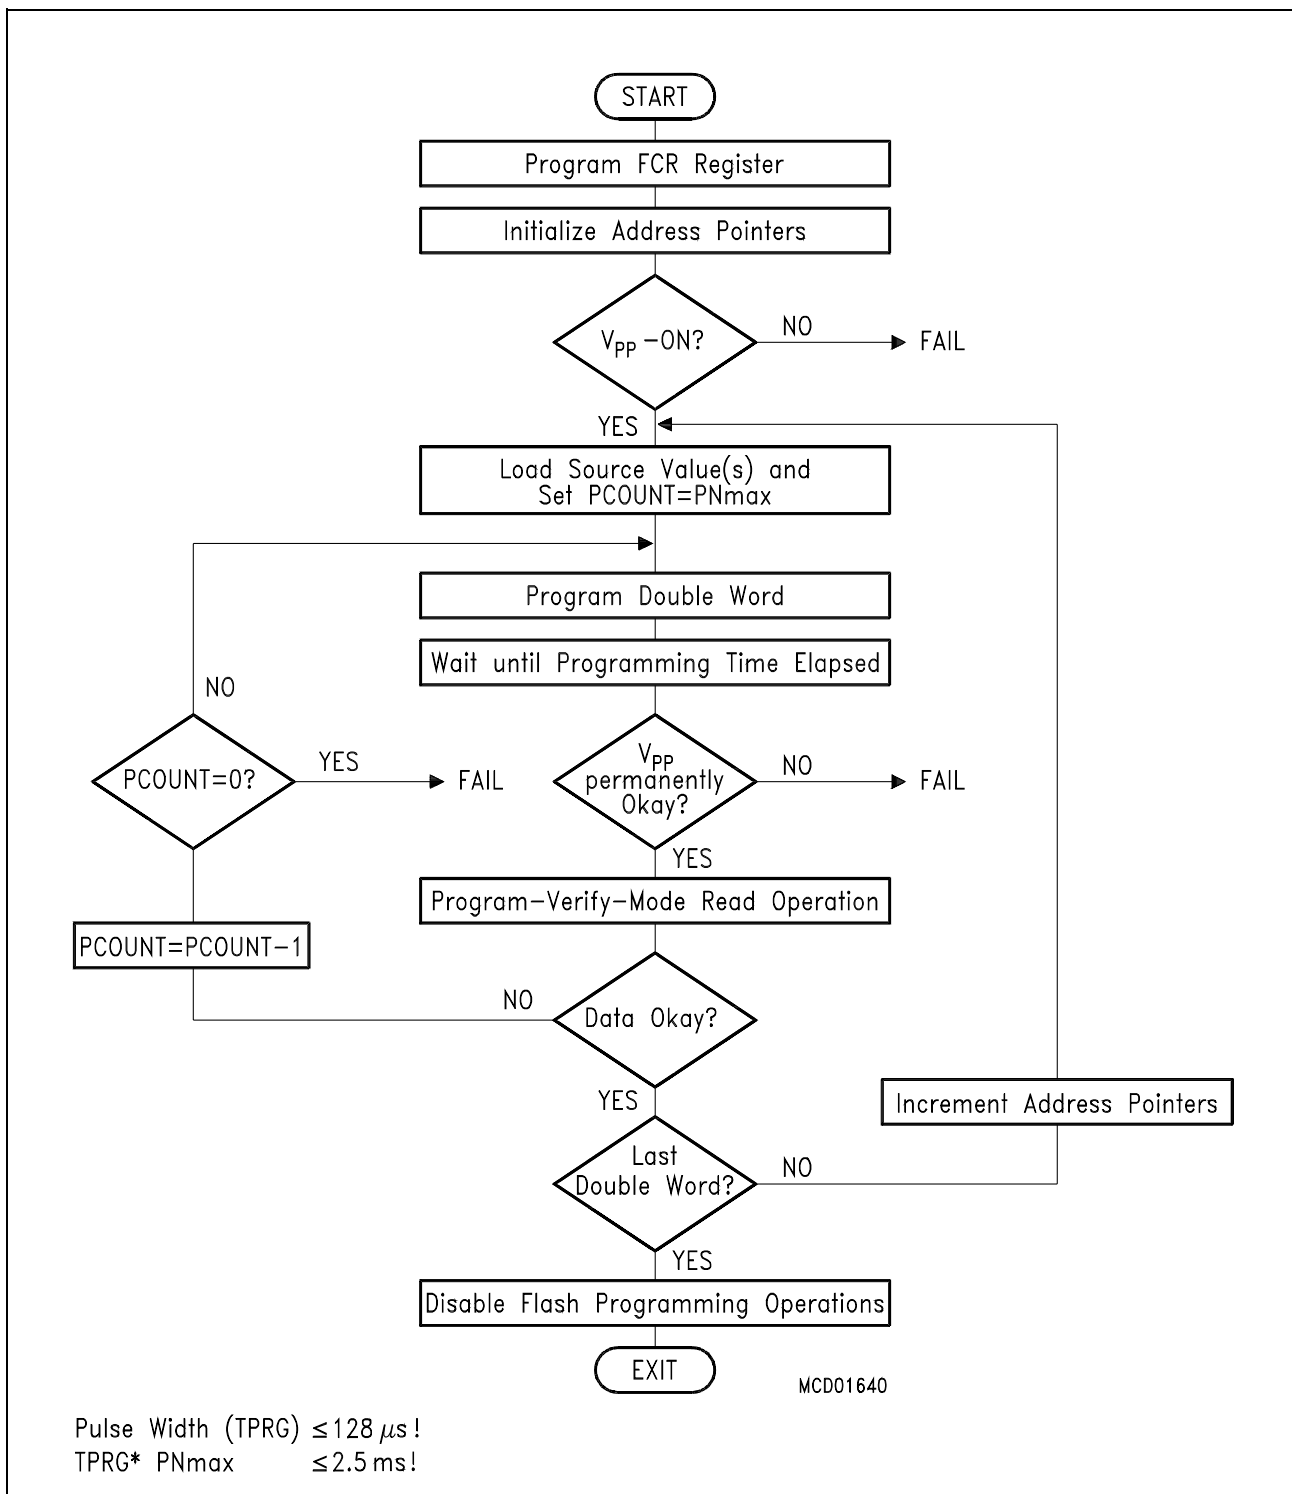 START
Program FCR Register
Initialize Address Pointers
VPP -ON?
NO
FAIL
YES
Load Source Value(s) and
Set PCOUNT=PNmax
Program Double Word
Wait until Programming Time Elapsed
NO
PCOUNT=0?
YES
FAIL
VPP
permanently
Okay?
NO
FAIL
YES
Program-Verify-Mode Read Operation
PCOUNT=PCOUNT-1
NO
Data Okay?
YES
Increment Address Pointers
Last
Double Word?
NO
YES
Disable Flash Programming Operations
EXIT
MCD01640
Pulse Width (TPRG) ≤128 μs!
TPRG* PNmax ≤2.5 ms!